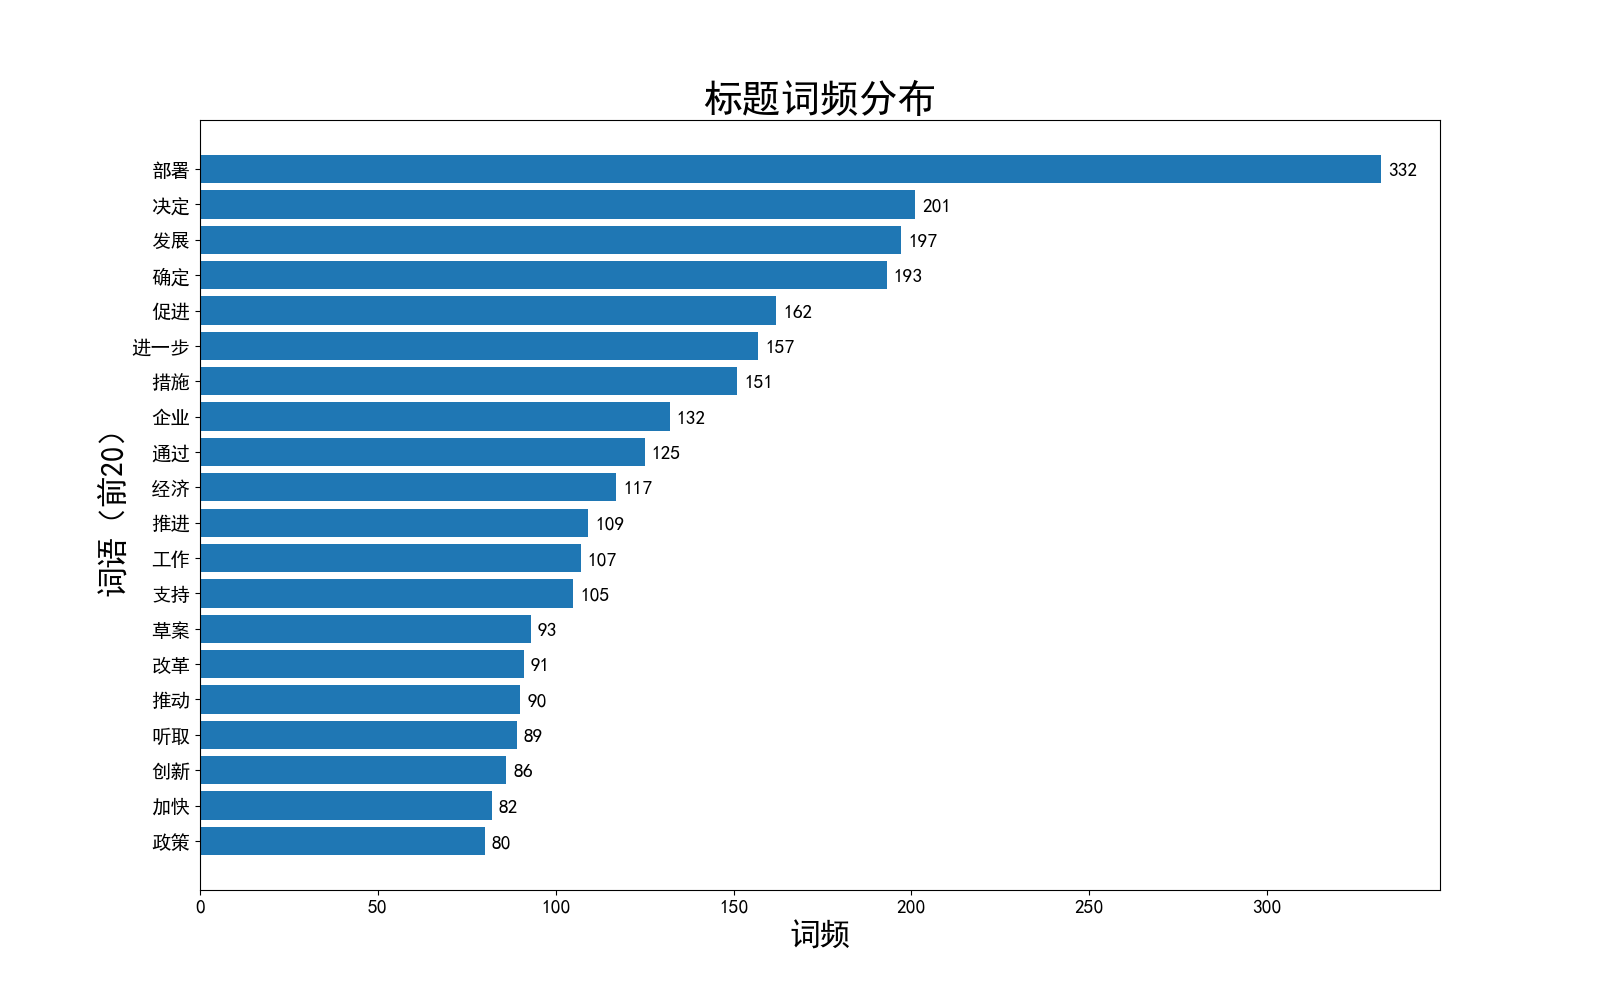 标题词频分布
部署 332
决定 201
发展 197
确定 193
促进 162
进一步 157
措施 151
企业 132
通过 125
经济 117
推进 109
工作 107
支持 105
草案 93
改革 91
推动 90
听取 89
创新 86
加快 82
政策 80
词语（前20）
0 50 100 150 200 250 300
词频